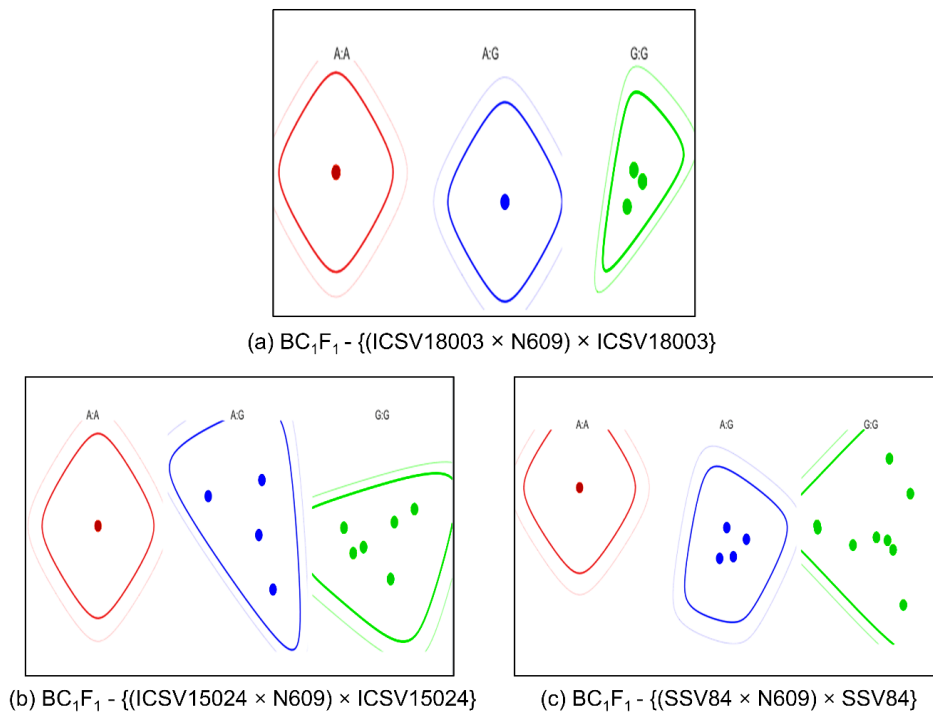 A:A A:G G:G
(a) BC₁F₁ - {(ICSV18003 × N609) × ICSV18003}
A:A A:G G:G
(b) BC₁F₁ - {(ICSV15024 × N609) × ICSV15024}
A:A A:G G:G
(c) BC₁F₁ - {(SSV84 × N609) × SSV84}